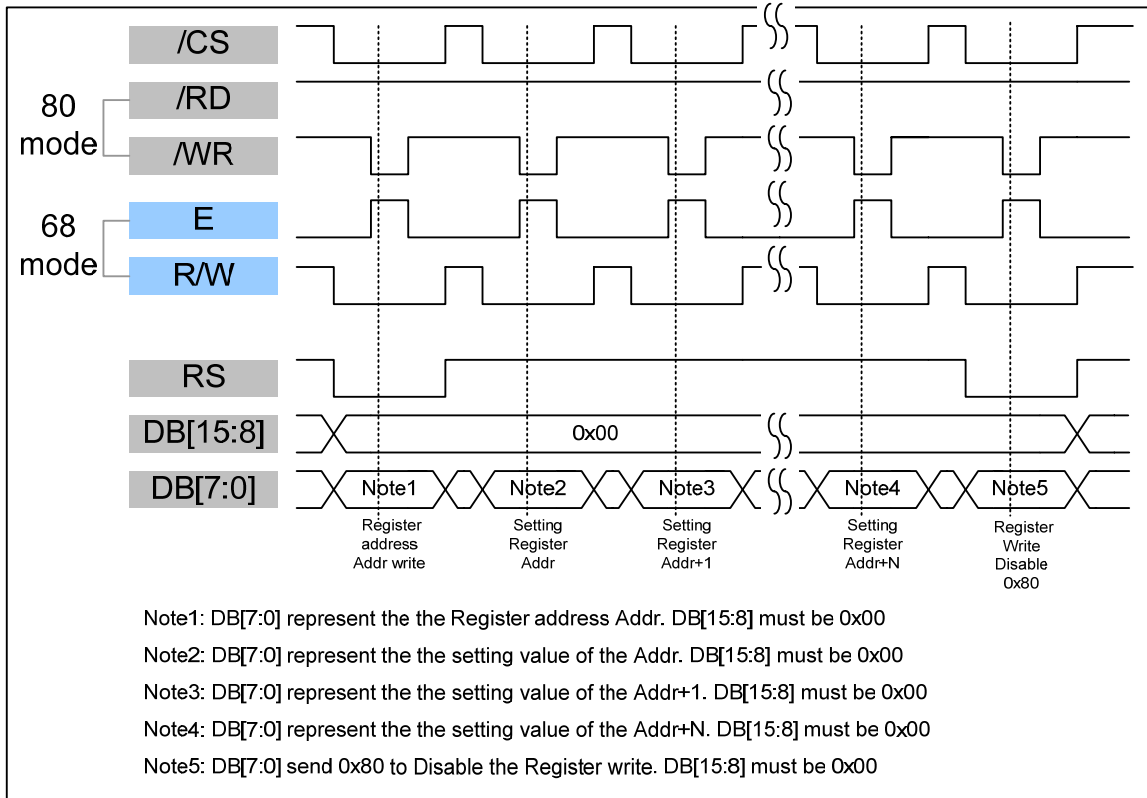 /CS
80
mode
/RD
/WR
68
mode
E
R/W
RS
DB[15:8]
0x00
DB[7:0]
Note1
Note2
Note3
Note4
Note5
Register
address
Addr write
Setting
Register
Addr
Setting
Register
Addr+1
Setting
Register
Addr+N
Register
Write
Disable
0x80
Note1: DB[7:0] represent the the Register address Addr. DB[15:8] must be 0x00
Note2: DB[7:0] represent the the setting value of the Addr. DB[15:8] must be 0x00
Note3: DB[7:0] represent the the setting value of the Addr+1. DB[15:8] must be 0x00
Note4: DB[7:0] represent the the setting value of the Addr+N. DB[15:8] must be 0x00
Note5: DB[7:0] send 0x80 to Disable the Register write. DB[15:8] must be 0x00